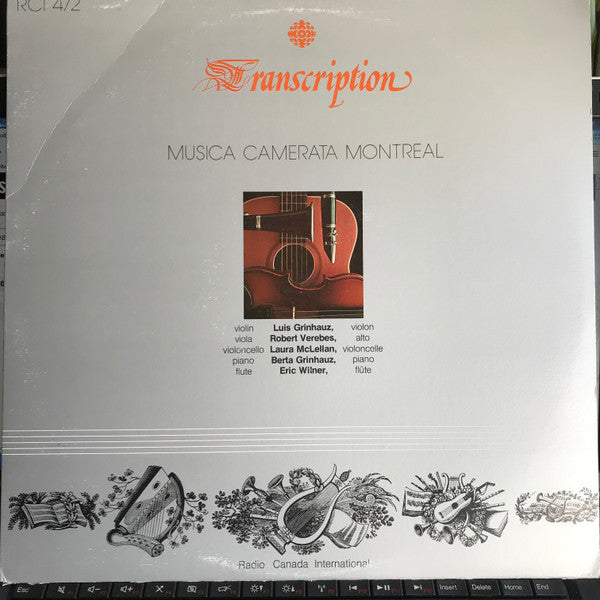 RCI 472
Transcription
MUSICA CAMERATA MONTREAL
violin Luis Grinhauz, violon
viola Robert Verebes, alto
violoncello Laura McLellan, violoncelle
piano Berta Grinhauz, piano
flute Eric Wilner, flûte
Radio Canada International
Esc Insert Delete Home End